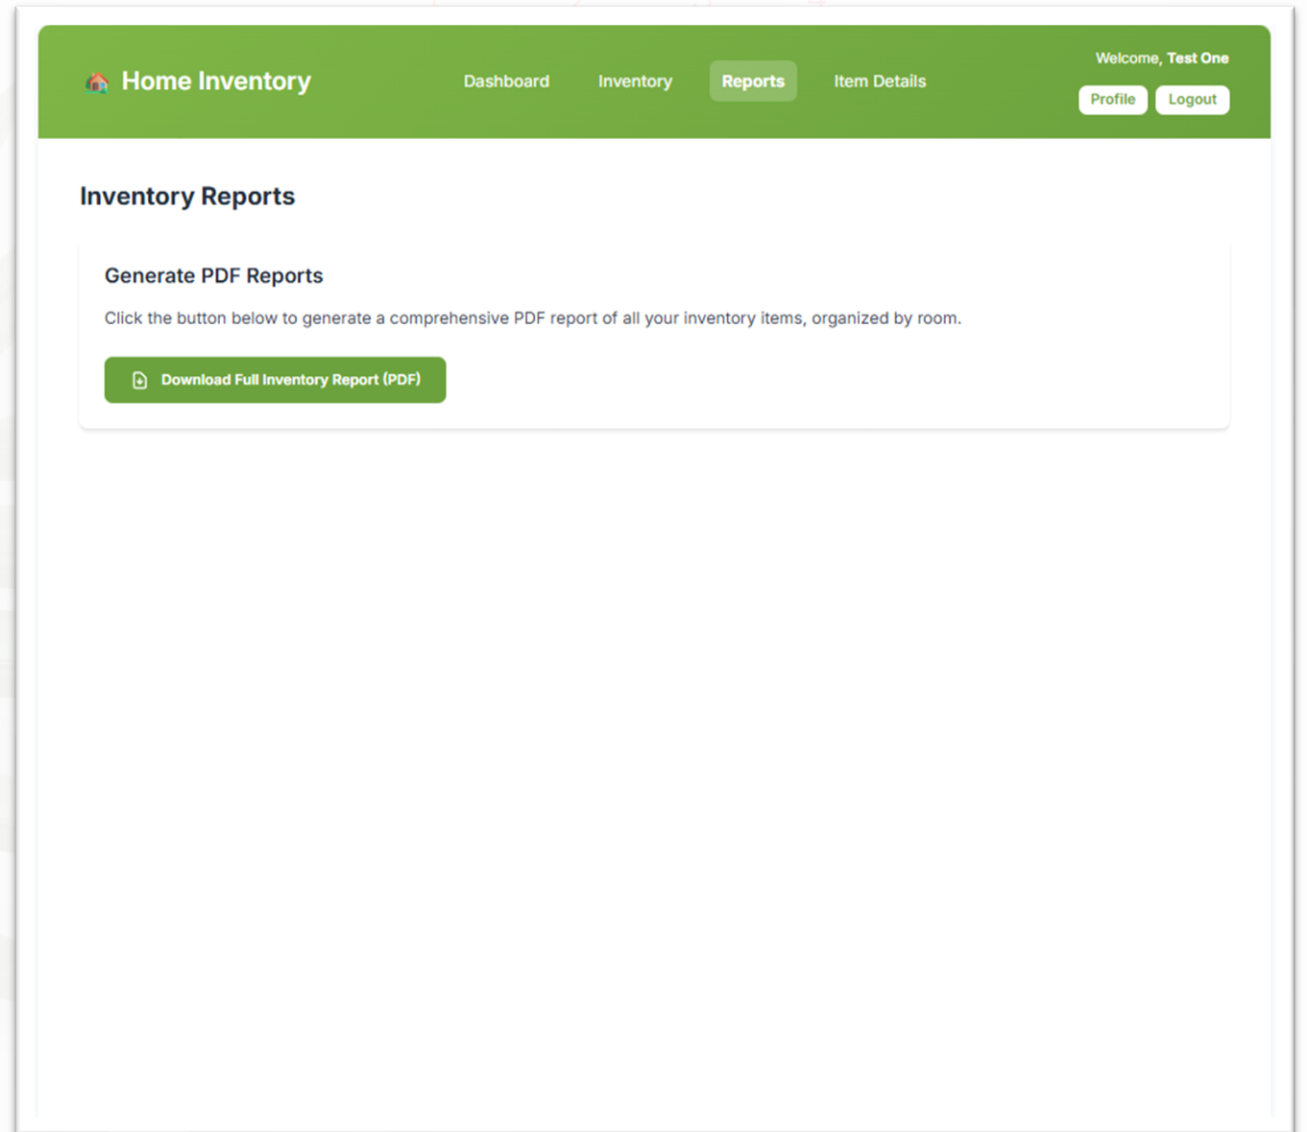 Home Inventory
Dashboard
Inventory
Reports
Item Details
Welcome, Test One
Profile
Logout
Inventory Reports
Generate PDF Reports
Click the button below to generate a comprehensive PDF report of all your inventory items, organized by room.
Download Full Inventory Report (PDF)